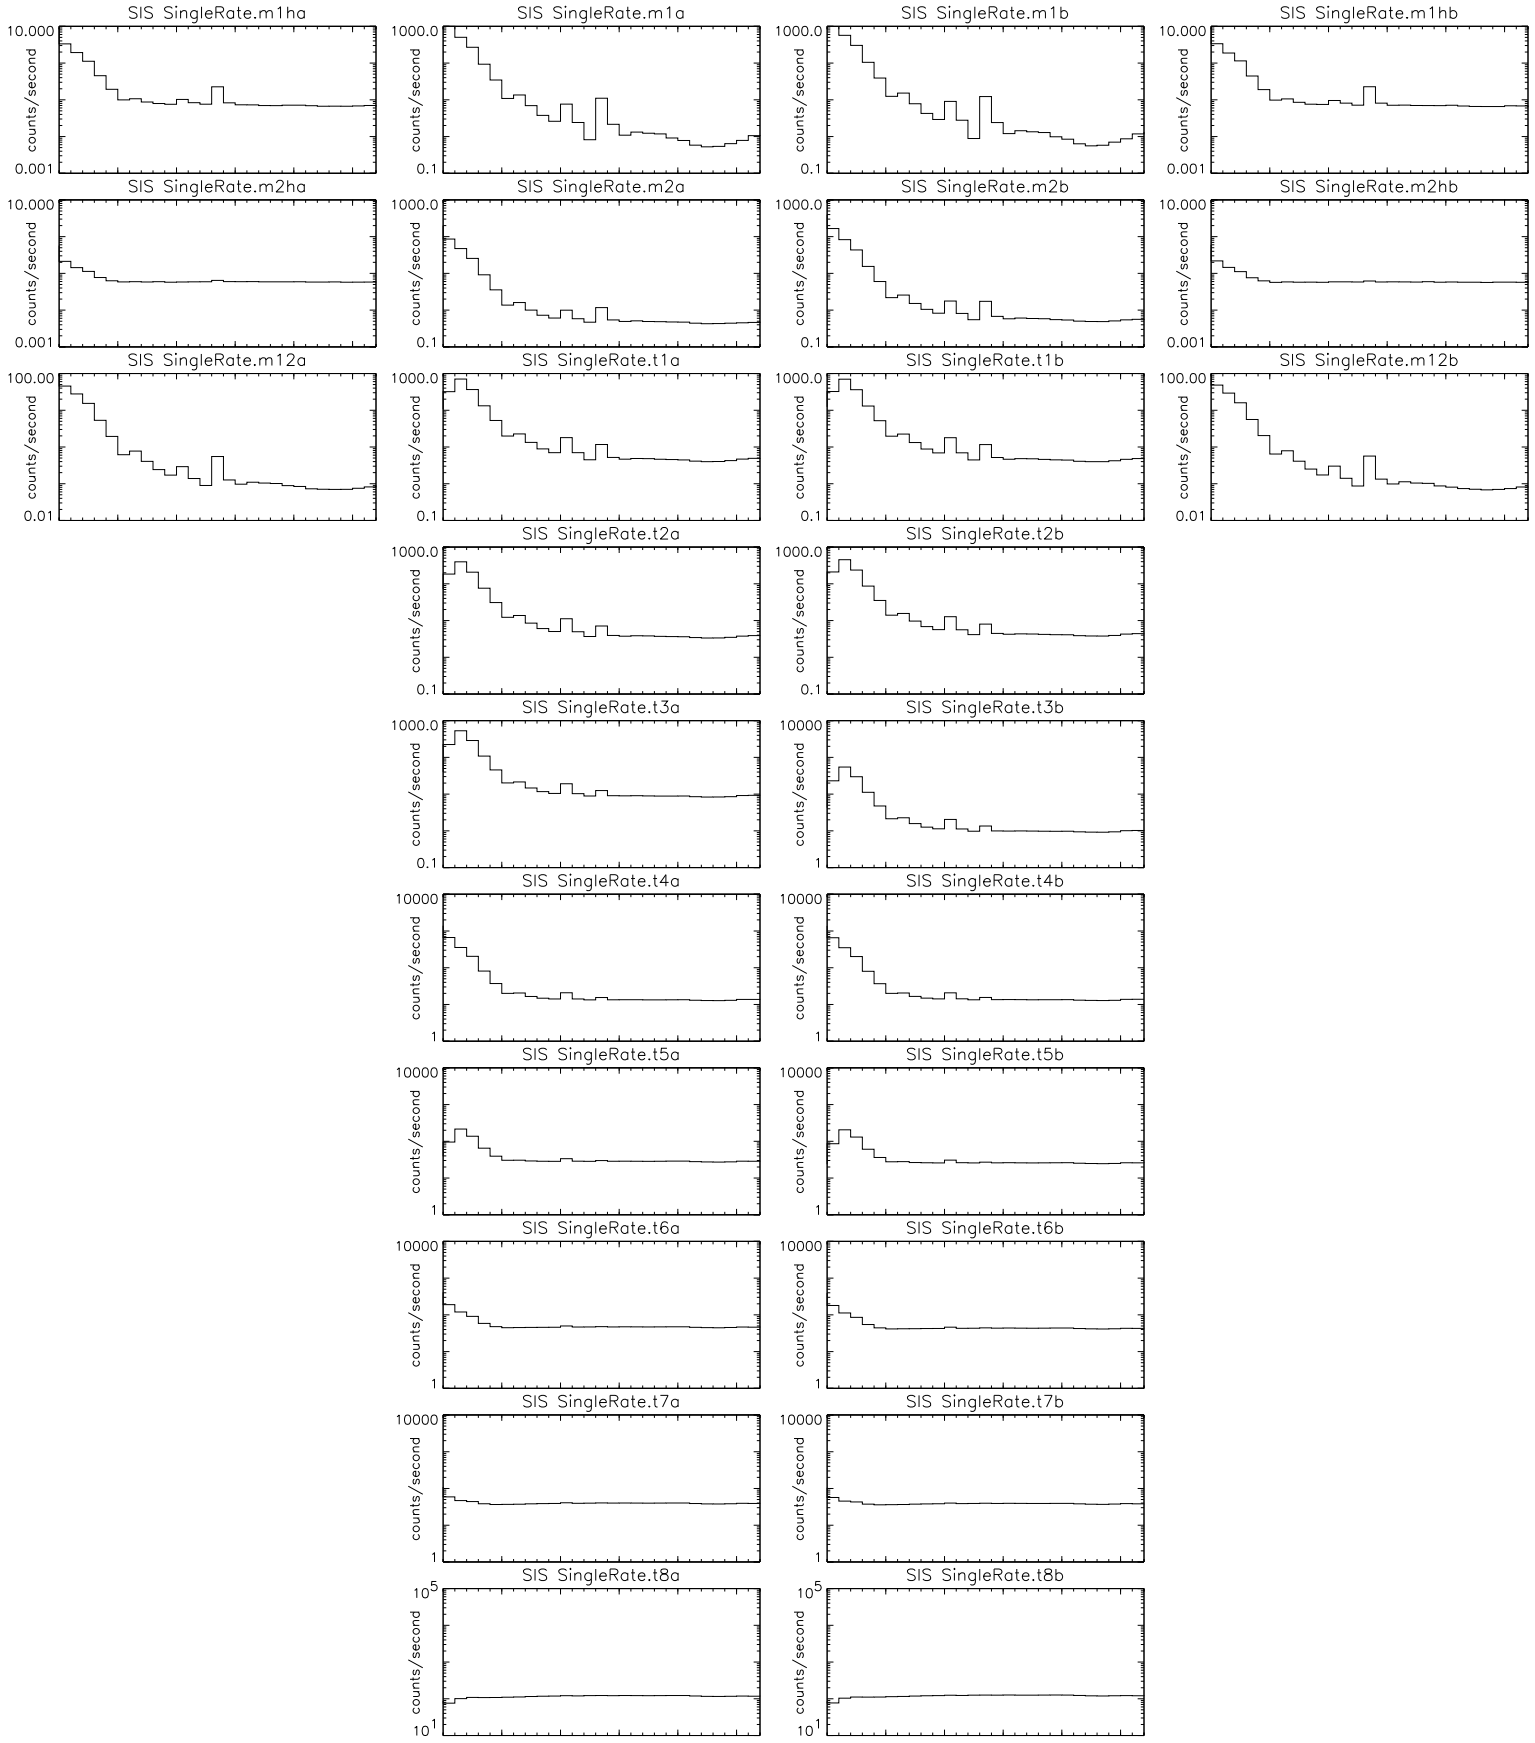 SIS SingleRate.m1ha
10.000
counts/second
0.001
SIS SingleRate.m1a
1000.0
counts/second
0.1
SIS SingleRate.m1b
1000.0
counts/second
0.1
SIS SingleRate.m1hb
10.000
counts/second
0.001
SIS SingleRate.m2ha
10.000
counts/second
0.001
SIS SingleRate.m2a
1000.0
counts/second
0.1
SIS SingleRate.m2b
1000.0
counts/second
0.1
SIS SingleRate.m2hb
10.000
counts/second
0.001
SIS SingleRate.m12a
100.00
counts/second
0.01
SIS SingleRate.t1a
1000.0
counts/second
0.1
SIS SingleRate.t1b
1000.0
counts/second
0.1
SIS SingleRate.m12b
100.00
counts/second
0.01
SIS SingleRate.t2a
1000.0
counts/second
0.1
SIS SingleRate.t2b
1000.0
counts/second
0.1
SIS SingleRate.t3a
1000.0
counts/second
0.1
SIS SingleRate.t3b
10000
counts/second
1
SIS SingleRate.t4a
10000
counts/second
1
SIS SingleRate.t4b
10000
counts/second
1
SIS SingleRate.t5a
10000
counts/second
1
SIS SingleRate.t5b
10000
counts/second
1
SIS SingleRate.t6a
10000
counts/second
1
SIS SingleRate.t6b
10000
counts/second
1
SIS SingleRate.t7a
10000
counts/second
1
SIS SingleRate.t7b
10000
counts/second
1
SIS SingleRate.t8a
10⁵
counts/second
10¹
SIS SingleRate.t8b
10⁵
counts/second
10¹